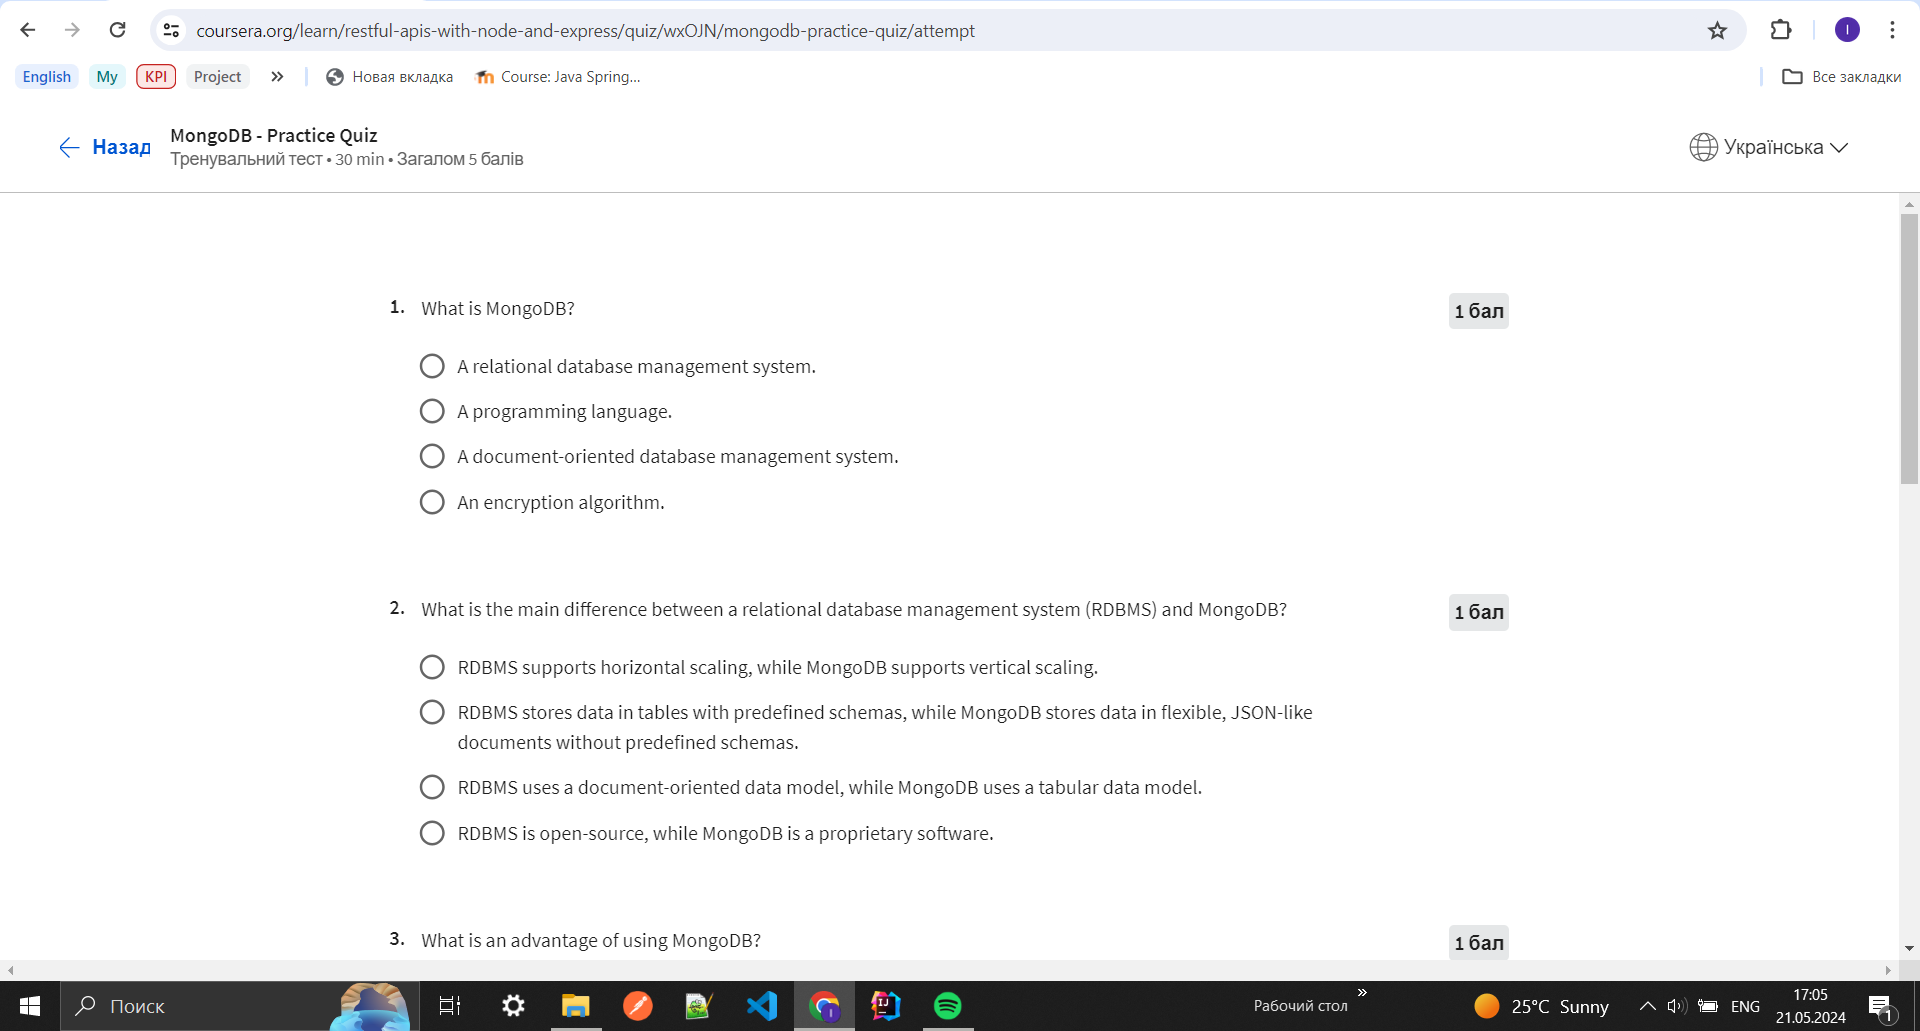 coursera.org/learn/restful-apis-with-node-and-express/quiz/wxOJN/mongodb-practice-quiz/attempt
I
English My KPI Project » Новая вкладка Course: Java Spring... Все закладки
Назад
MongoDB - Practice Quiz
Тренувальний тест • 30 min • Загалом 5 балів
Українська
1. What is MongoDB? 1 бал
A relational database management system.
A programming language.
A document-oriented database management system.
An encryption algorithm.
2. What is the main difference between a relational database management system (RDBMS) and MongoDB? 1 бал
RDBMS supports horizontal scaling, while MongoDB supports vertical scaling.
RDBMS stores data in tables with predefined schemas, while MongoDB stores data in flexible, JSON-like
documents without predefined schemas.
RDBMS uses a document-oriented data model, while MongoDB uses a tabular data model.
RDBMS is open-source, while MongoDB is a proprietary software.
3. What is an advantage of using MongoDB? 1 бал
Поиск
IJ
Рабочий стол »
25°C Sunny
ENG
17:05
21.05.2024
1